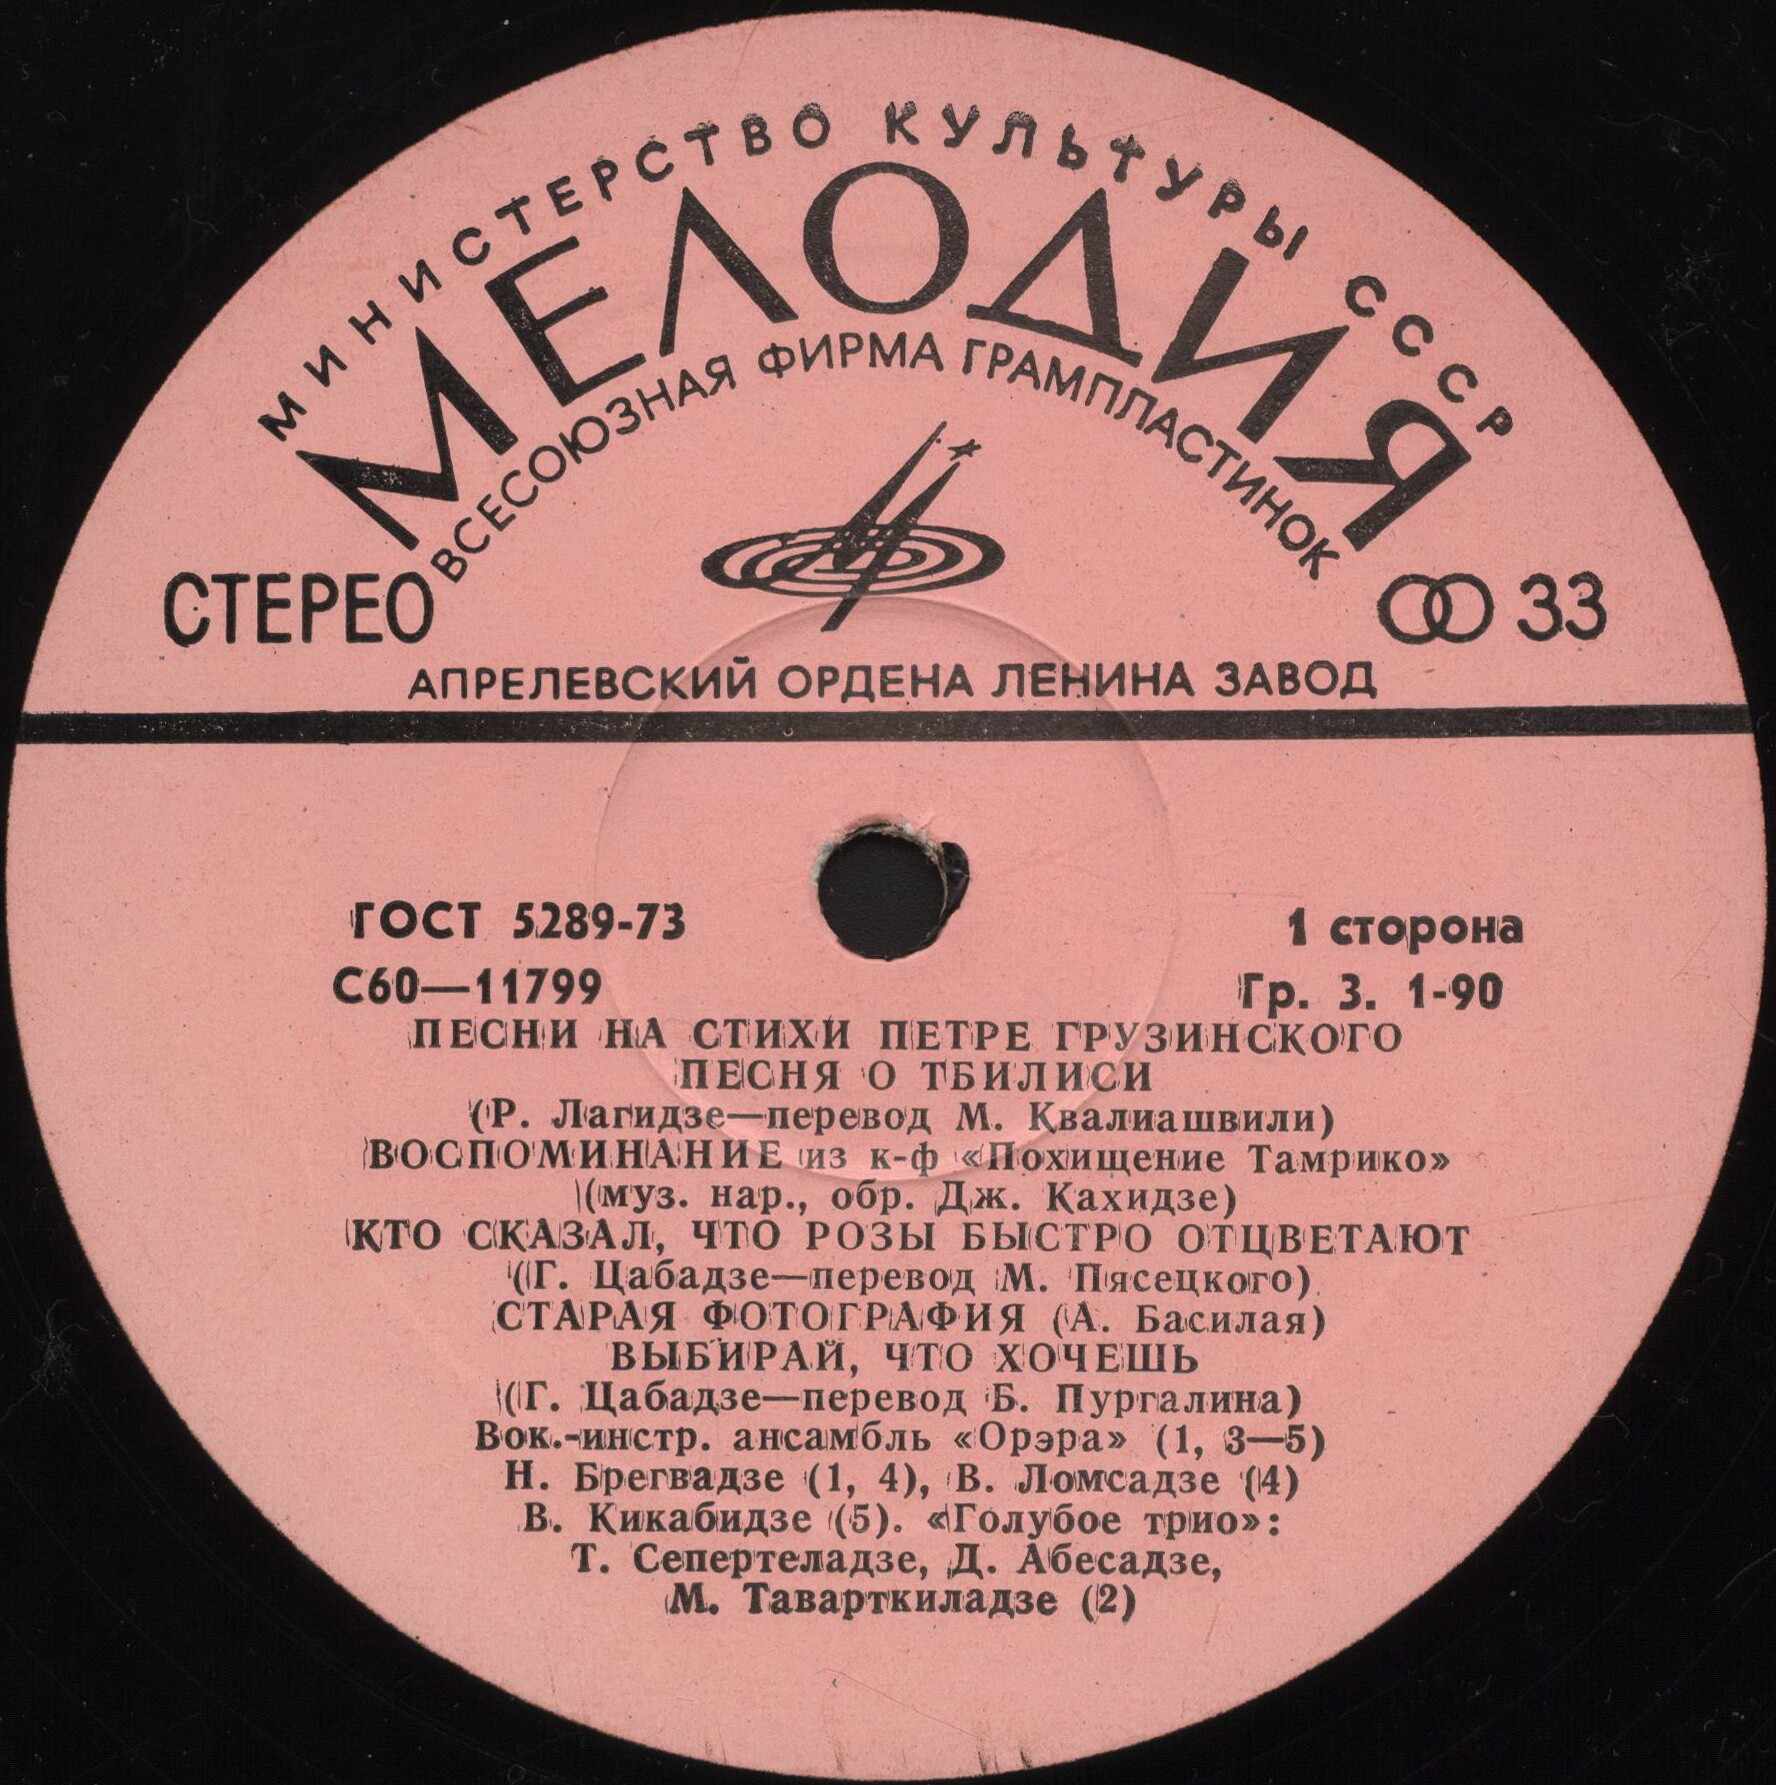 МИНИСТЕРСТВО КУЛЬТУРЫ СССР
МЕЛОДИЯ
ВСЕСОЮЗНАЯ ФИРМА ГРАМПЛАСТИНОК
СТЕРЕО
33
АПРЕЛЕВСКИЙ ОРДЕНА ЛЕНИНА ЗАВОД
ГОСТ 5289-73
1 сторона
С60—11799
Гр. 3. 1-90
ПЕСНИ НА СТИХИ ПЕТРЕ ГРУЗИНСКОГО
ПЕСНЯ О ТБИЛИСИ
(Р. Лагидзе—перевод М. Квалиашвили)
ВОСПОМИНАНИЕ из к-ф «Похищение Тамрико»
(муз. нар., обр. Дж. Кахидзе)
КТО СКАЗАЛ, ЧТО РОЗЫ БЫСТРО ОТЦВЕТАЮТ
(Г. Цабадзе—перевод М. Пясецкого)
СТАРАЯ ФОТОГРАФИЯ (А. Басилая)
ВЫБИРАЙ, ЧТО ХОЧЕШЬ
(Г. Цабадзе—перевод Б. Пургалина)
Вок.-инстр. ансамбль «Орэра» (1, 3—5)
Н. Брегвадзе (1, 4), В. Ломсадзе (4)
В. Кикабидзе (5). «Голубое трио»:
Т. Сепертеладзе, Д. Абесадзе,
М. Таварткиладзе (2)